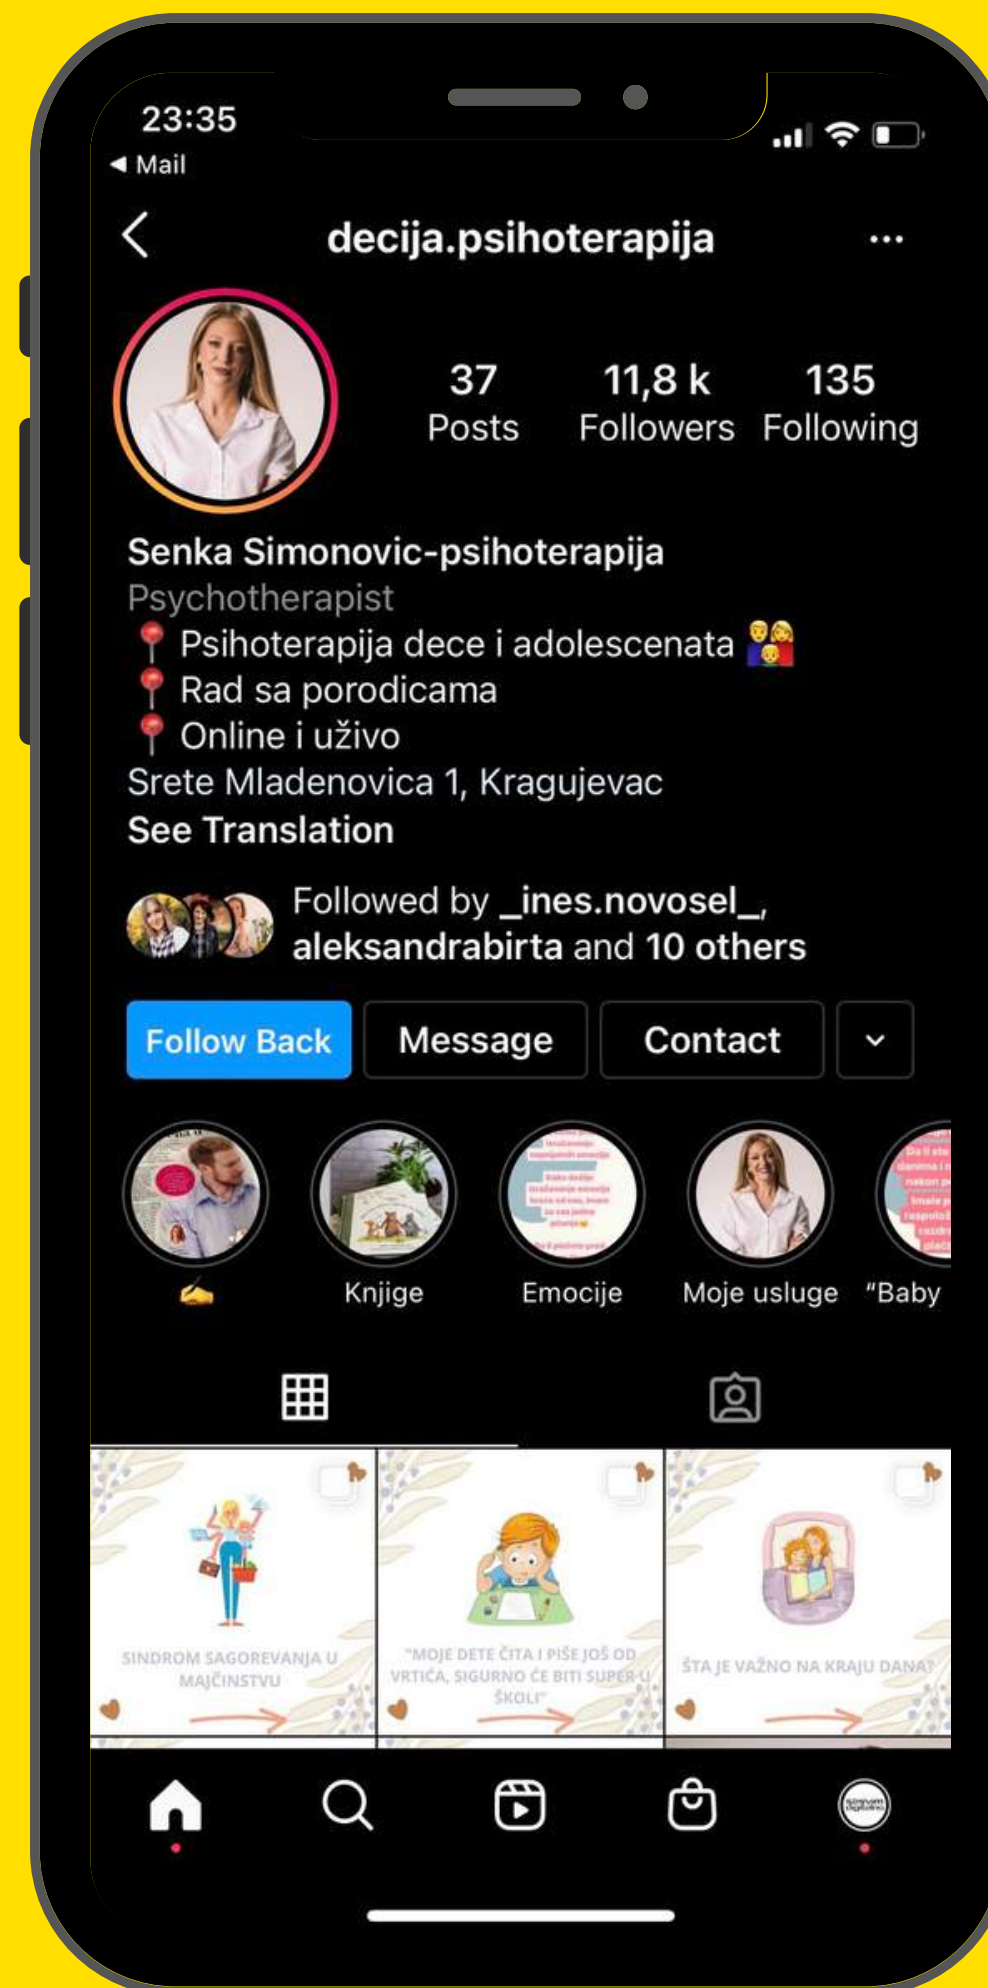 23:35
Mail
decija.psihoterapija
37
Posts
11,8 k
Followers
135
Following
Senka Simonovic-psihoterapija
Psychotherapist
Psihoterapija dece i adolescenata
Rad sa porodicama
Online i uživo
Srete Mladenovica 1, Kragujevac
See Translation
Followed by _ines.novosel_,
aleksandrabirta and 10 others
Follow Back
Message
Contact
Knjige
Emocije
Moje usluge
"Baby
SINDROM SAGOREVANJA U
MAJČINSTVU
"MOJE DETE ČITA I PIŠE JOŠ OD
VRTIĆA, SIGURNO ĆE BITI SUPER U
ŠKOLI"
ŠTA JE VAŽNO NA KRAJU DANA?